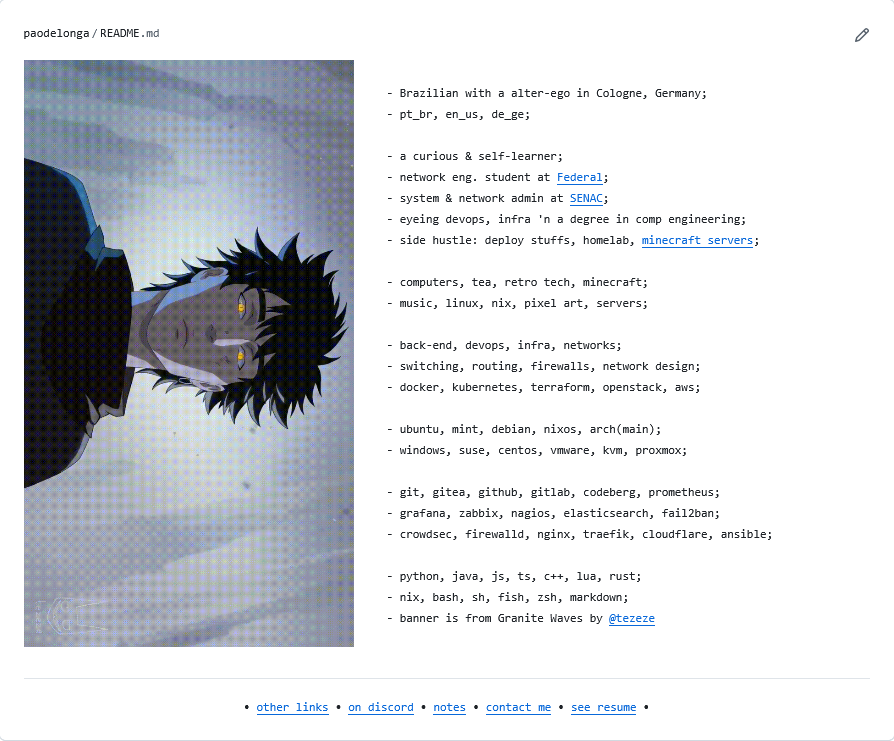 paodelonga/README.md
- Brazilian with a alter-ego in Cologne, Germany;
- pt_br, en_us, de_ge;
- a curious & self-learner;
- network eng. student at Federal;
- system & network admin at SENAC;
- eyeing devops, infra 'n a degree in comp engineering;
- side hustle: deploy stuffs, homelab, minecraft servers;
- computers, tea, retro tech, minecraft;
- music, linux, nix, pixel art, servers;
- back-end, devops, infra, networks;
- switching, routing, firewalls, network design;
- docker, kubernetes, terraform, openstack, aws;
- ubuntu, mint, debian, nixos, arch(main);
- windows, suse, centos, vmware, kvm, proxmox;
- git, gitea, github, gitlab, codeberg, prometheus;
- grafana, zabbix, nagios, elasticsearch, fail2ban;
- crowdsec, firewalld, nginx, traefik, cloudflare, ansible;
- python, java, js, ts, c++, lua, rust;
- nix, bash, sh, fish, zsh, markdown;
- banner is from Granite Waves by @tezeze
• other links • on discord • notes • contact me • see resume •